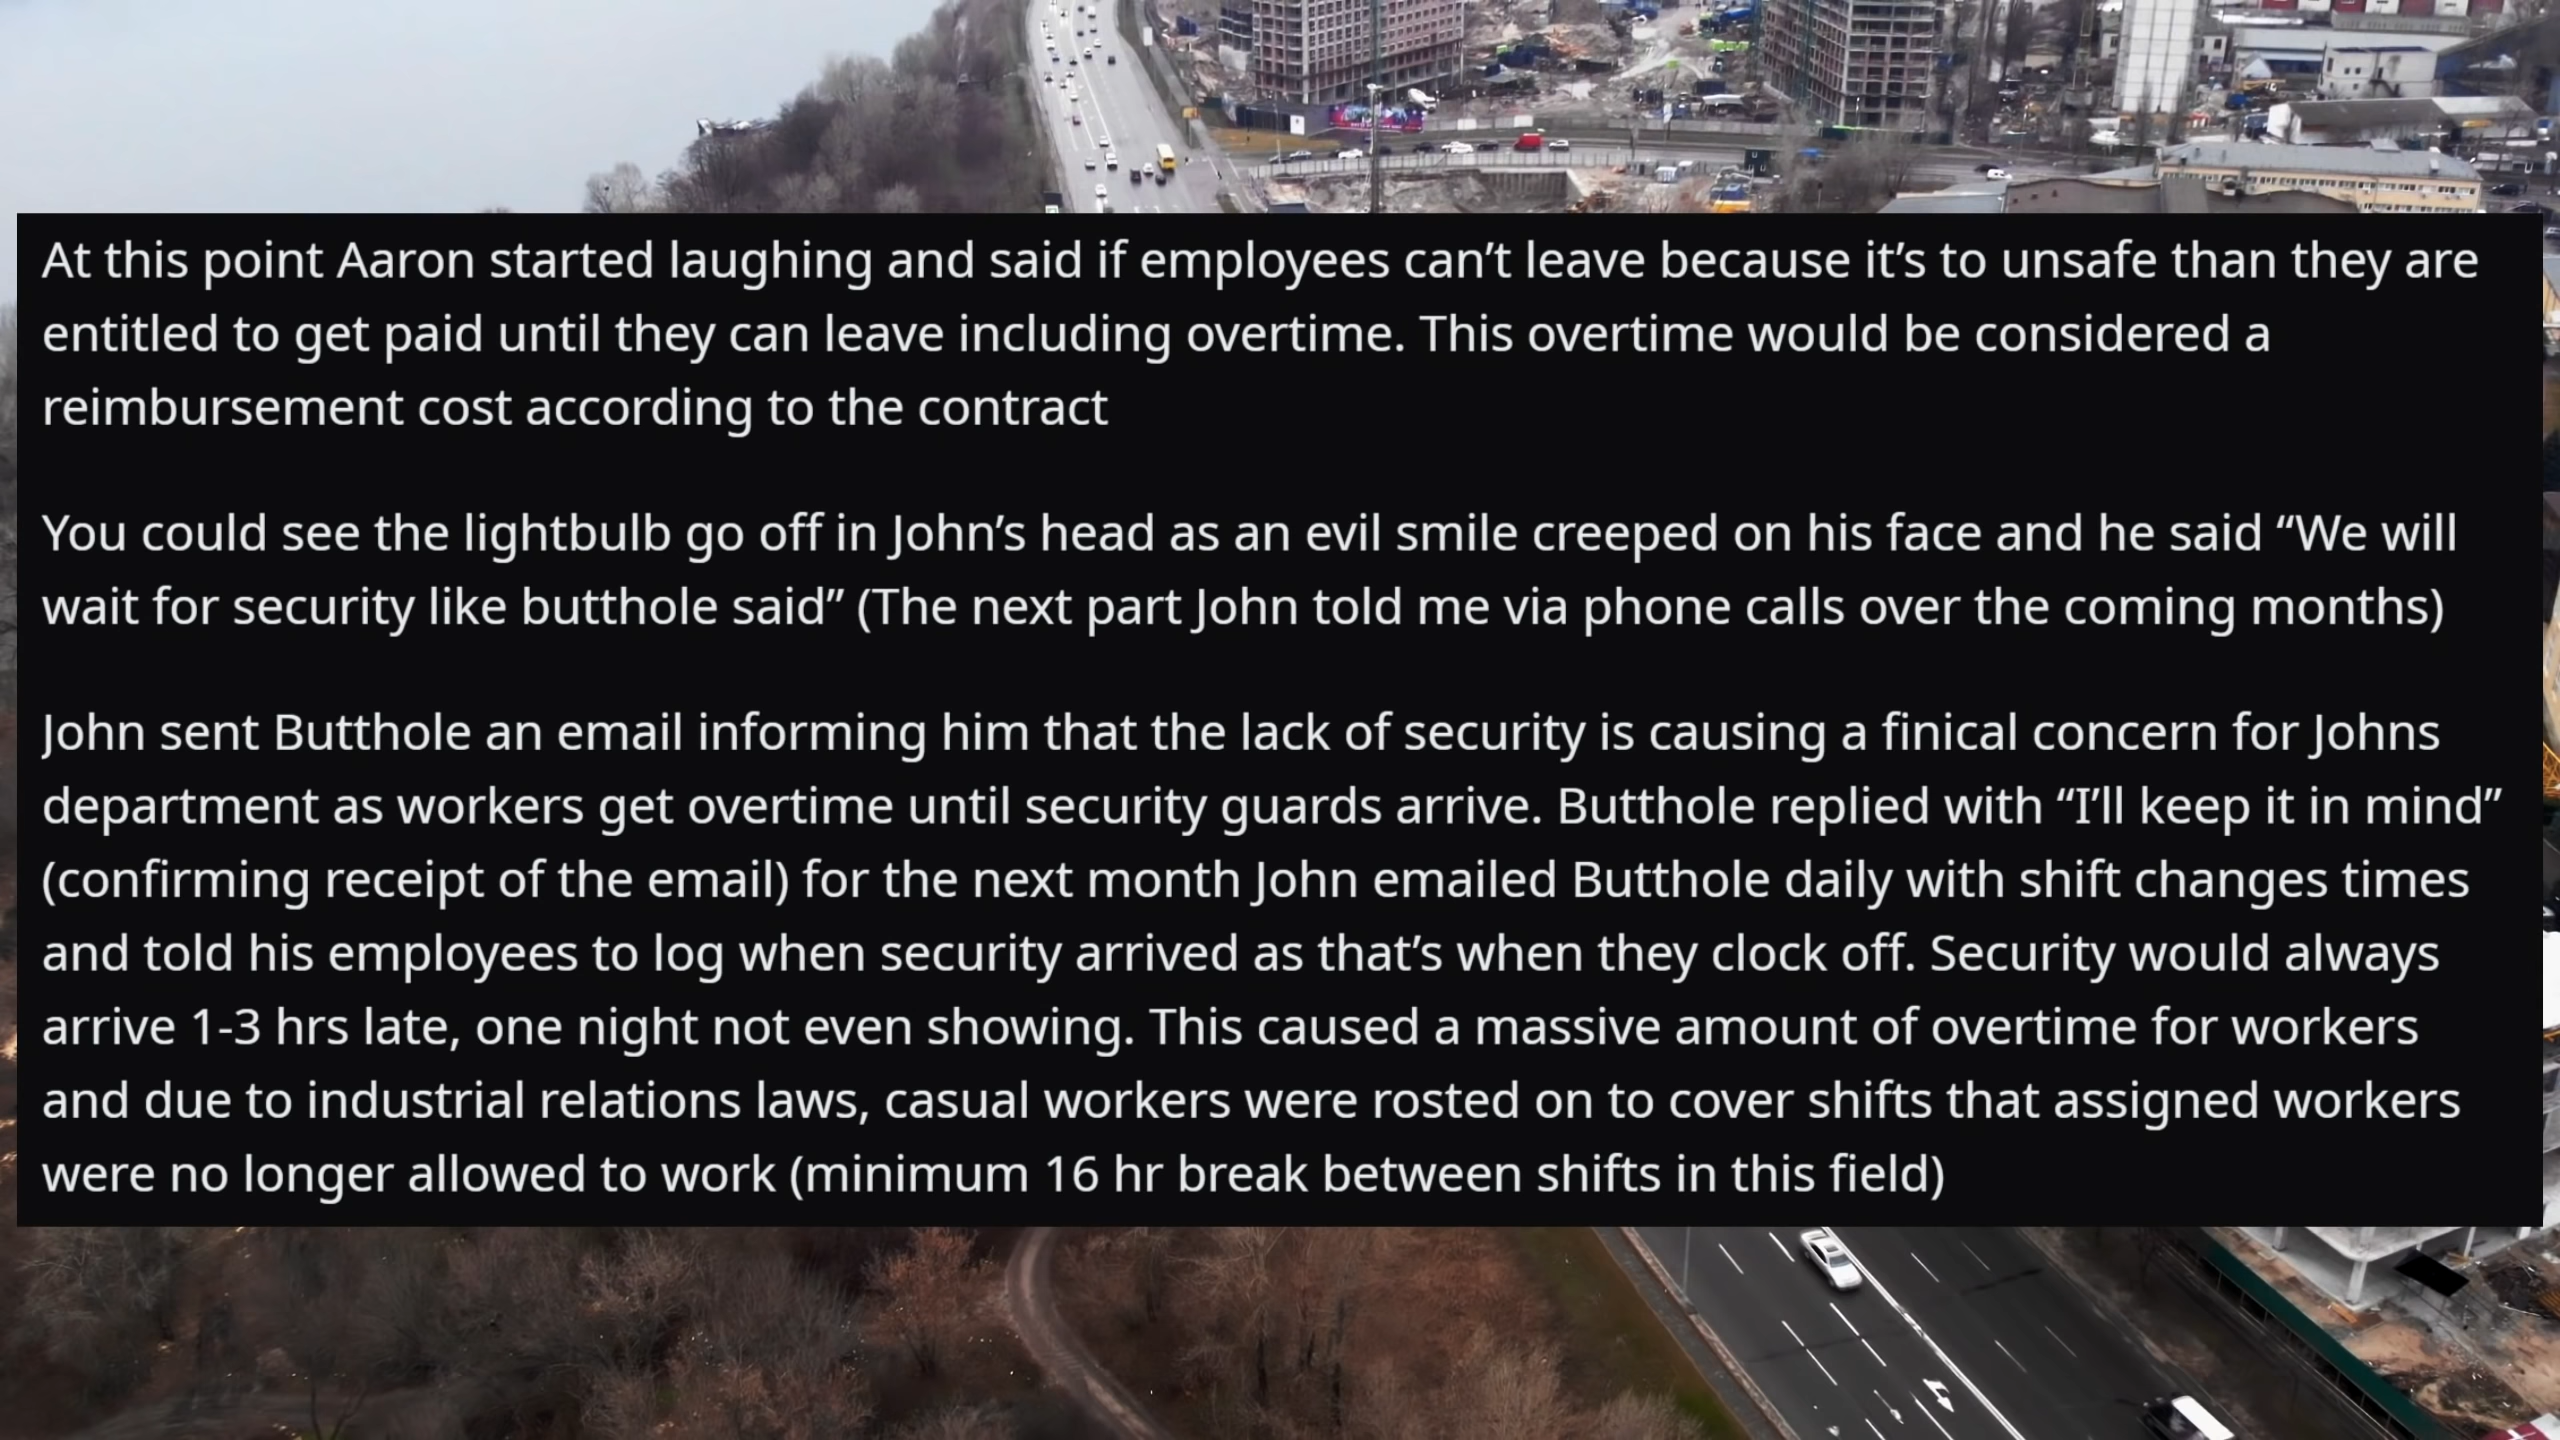 At this point Aaron started laughing and said if employees can’t leave because it’s to unsafe than they are
entitled to get paid until they can leave including overtime. This overtime would be considered a
reimbursement cost according to the contract
You could see the lightbulb go off in John’s head as an evil smile creeped on his face and he said “We will
wait for security like butthole said” (The next part John told me via phone calls over the coming months)
John sent Butthole an email informing him that the lack of security is causing a finical concern for Johns
department as workers get overtime until security guards arrive. Butthole replied with “I’ll keep it in mind”
(confirming receipt of the email) for the next month John emailed Butthole daily with shift changes times
and told his employees to log when security arrived as that’s when they clock off. Security would always
arrive 1-3 hrs late, one night not even showing. This caused a massive amount of overtime for workers
and due to industrial relations laws, casual workers were rosted on to cover shifts that assigned workers
were no longer allowed to work (minimum 16 hr break between shifts in this field)